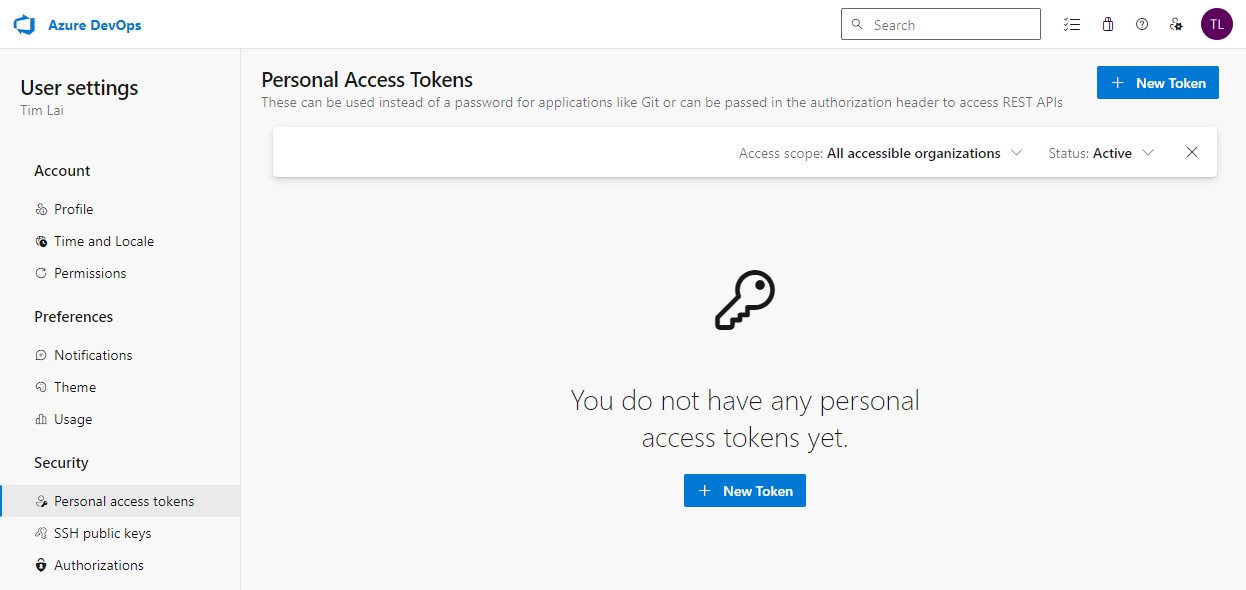 Azure DevOps
Search
TL
User settings
Tim Lai
Account
Profile
Time and Locale
Permissions
Preferences
Notifications
Theme
Usage
Security
Personal access tokens
SSH public keys
Authorizations
Personal Access Tokens
These can be used instead of a password for applications like Git or can be passed in the authorization header to access REST APIs
New Token
Access scope: All accessible organizations
Status: Active
You do not have any personal
access tokens yet.
New Token